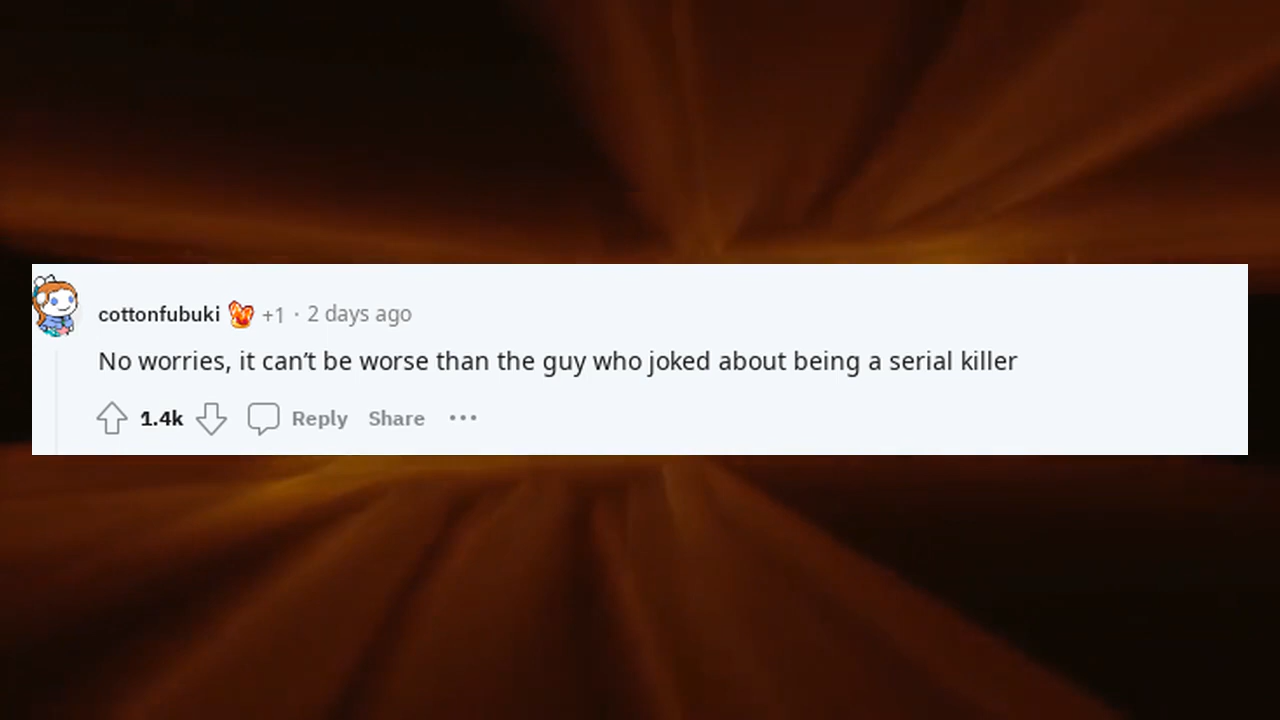 cottonfubuki +1 · 2 days ago
No worries, it can't be worse than the guy who joked about being a serial killer
1.4k Reply Share ···